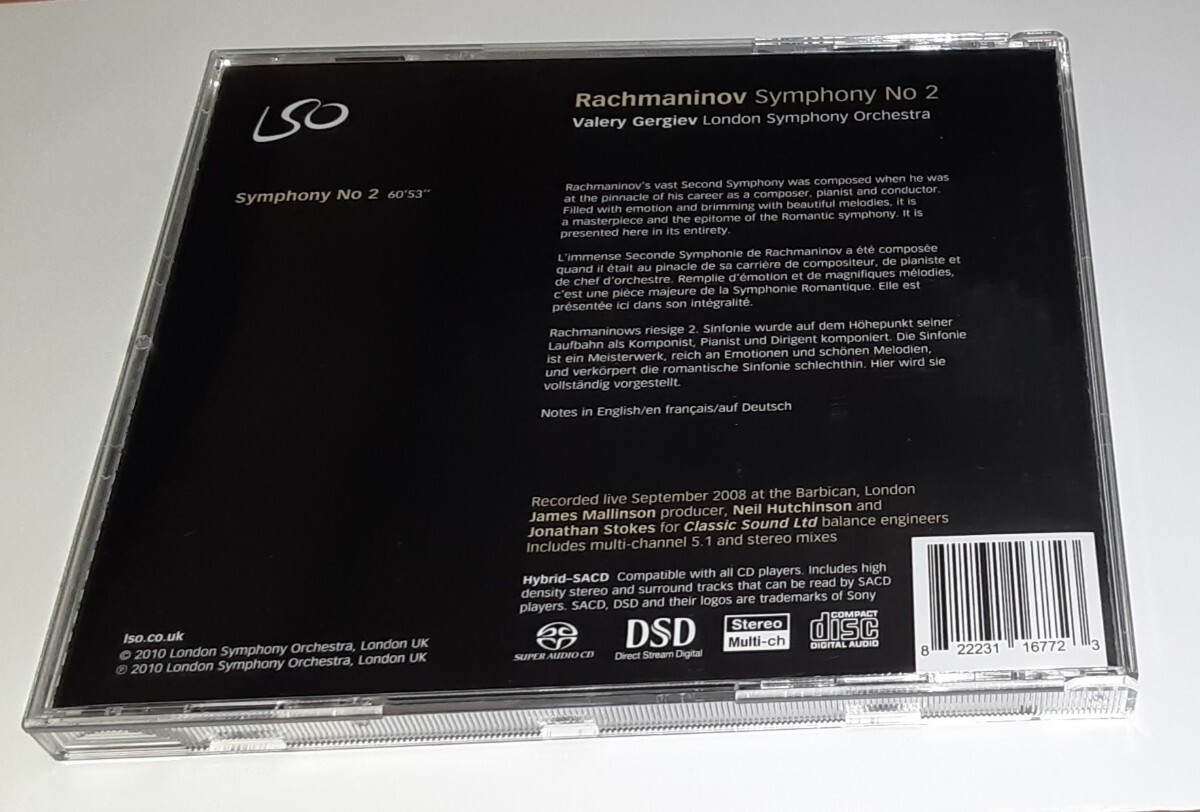 LSO
Rachmaninov Symphony No 2
Valery Gergiev London Symphony Orchestra
Symphony No 2 60'53"
Rachmaninov's vast Second Symphony was composed when he was
at the pinnacle of his career as a composer, pianist and conductor.
Filled with emotion and brimming with beautiful melodies, it is
a masterpiece and the epitome of the Romantic symphony. It is
presented here in its entirety.
L'immense Seconde Symphonie de Rachmaninov a été composée
quand il était au pinacle de sa carrière de compositeur, de pianiste et
de chef d'orchestre. Remplie d'émotion et de magnifiques mélodies,
c'est une pièce majeure de la Symphonie Romantique. Elle est
présentée ici dans son intégralité.
Rachmaninows riesige 2. Sinfonie wurde auf dem Höhepunkt seiner
Laufbahn als Komponist, Pianist und Dirigent komponiert. Die Sinfonie
ist ein Meisterwerk, reich an Emotionen und schönen Melodien,
und verkörpert die romantische Sinfonie schlechthin. Hier wird sie
vollständig vorgestellt.
Notes in English/en français/auf Deutsch
Recorded live September 2008 at the Barbican, London
James Mallinson producer, Neil Hutchinson and
Jonathan Stokes for Classic Sound Ltd balance engineers
Includes multi-channel 5.1 and stereo mixes
Hybrid–SACD Compatible with all CD players. Includes high
density stereo and surround tracks that can be read by SACD
players. SACD, DSD and their logos are trademarks of Sony
SUPER AUDIO CD
DSD
Direct Stream Digital
Stereo
Multi-ch
COMPACT
disc
DIGITAL AUDIO
8 22231 16772 3
lso.co.uk
© 2010 London Symphony Orchestra, London UK
℗ 2010 London Symphony Orchestra, London UK